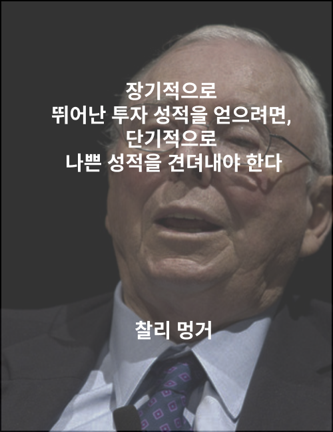 장기적으로
뛰어난 투자 성적을 얻으려면,
단기적으로
나쁜 성적을 견뎌내야 한다
찰리 멍거